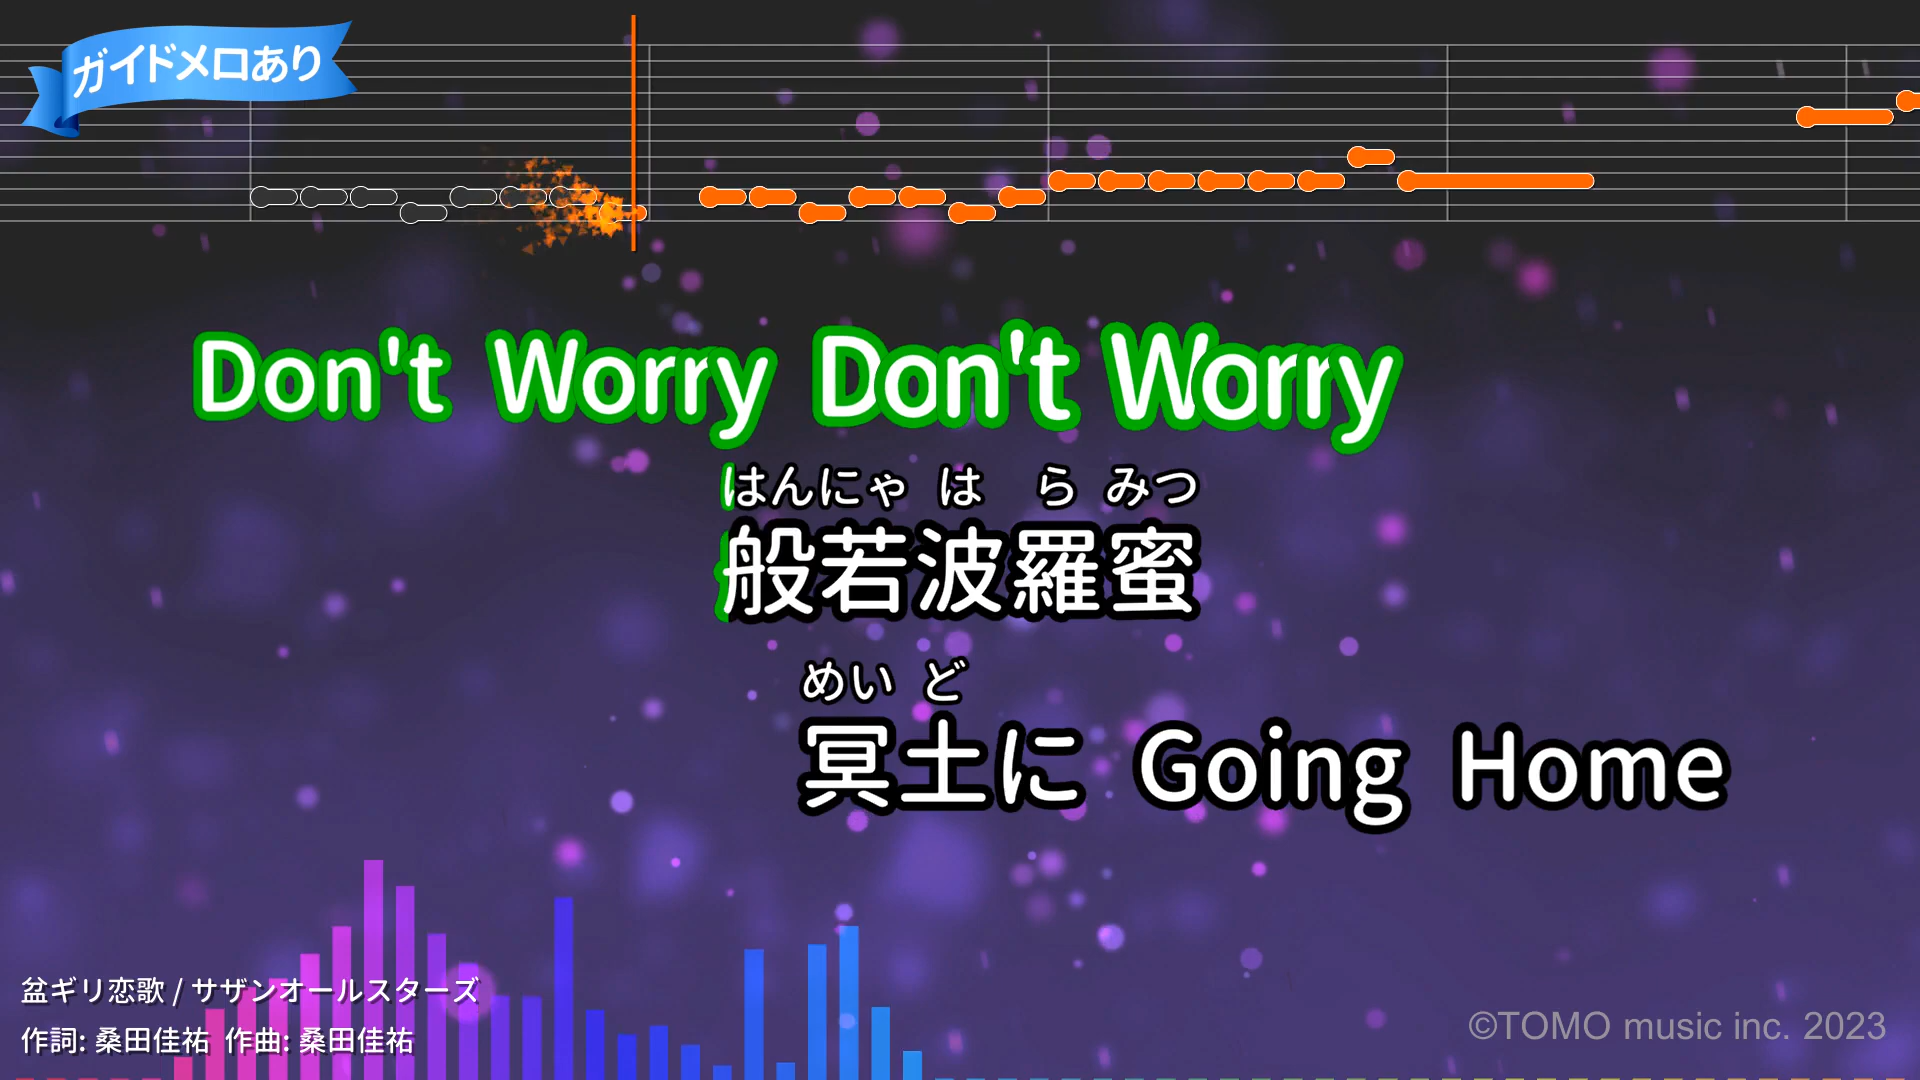 ガイドメロあり
Don't Worry Don't Worry
はんにゃ は ら みつ
般若波羅蜜
めい ど
冥土に Going Home
盆ギリ恋歌 / サザンオールスターズ
作詞: 桑田佳祐 作曲: 桑田佳祐
©TOMO music inc. 2023